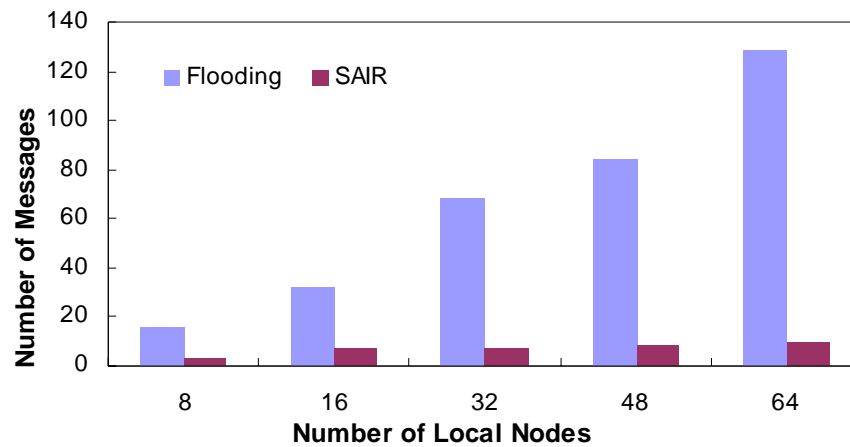 140
120
100
80
60
40
20
0
Number of Messages
Flooding SAIR
8 16 32 48 64
Number of Local Nodes